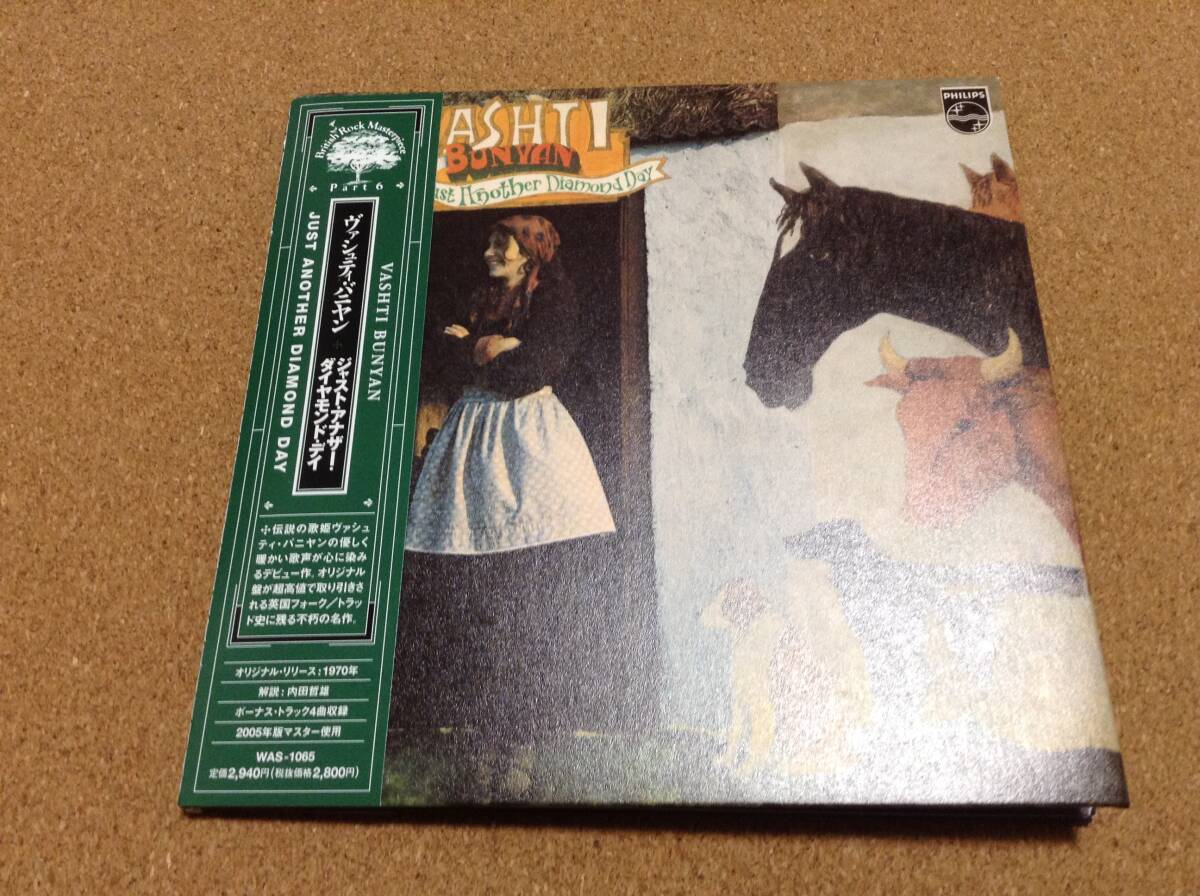 British Rock Masterpiece
Part 6
VASHTI BUNYAN
ヴァシュティ・バニヤン + ジャスト・アナザー・
ダイヤモンド・デイ
JUST ANOTHER DIAMOND DAY
✢伝説の歌姫ヴァシュ
ティ・バニヤンの優しく
暖かい歌声が心に染み
るデビュー作。オリジナル
盤が超高値で取り引きさ
れる英国フォーク／トラッ
ド史に残る不朽の名作。
オリジナル・リリース：1970年
解説：内田哲雄
ボーナス・トラック4曲収録
2005年版マスター使用
WAS-1065
定価2,940円（税抜価格2,800円）
ASHTI
BUNYAN
ust Another Diamond Day
PHILIPS